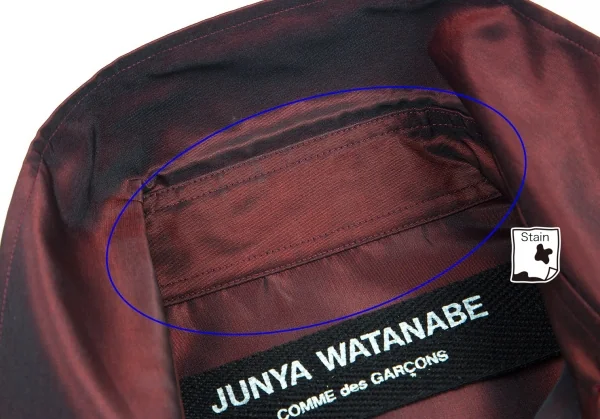 Stain
JUNYA WATANABE
COMME des GARÇONS